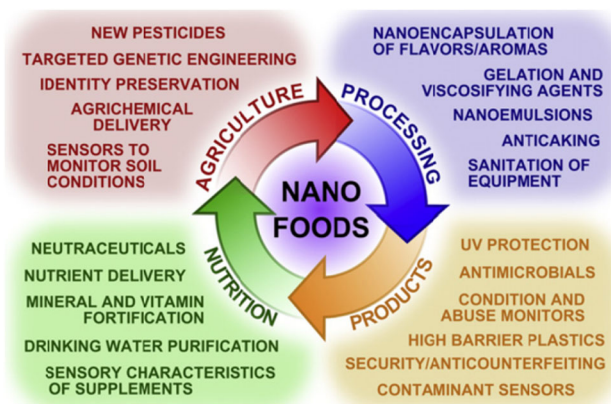 NEW PESTICIDES
TARGETED GENETIC ENGINEERING
IDENTITY PRESERVATION
AGRICHEMICAL
DELIVERY
SENSORS TO
MONITOR SOIL
CONDITIONS
AGRICULTURE
NANOENCAPSULATION
OF FLAVORS/AROMAS
GELATION AND
VISCOSIFYING AGENTS
NANOEMULSIONS
ANTICAKING
SANITATION OF
EQUIPMENT
PROCESSING
NANO
FOODS
NEUTRACEUTICALS
NUTRIENT DELIVERY
MINERAL AND VITAMIN
FORTIFICATION
DRINKING WATER PURIFICATION
SENSORY CHARACTERISTICS
OF SUPPLEMENTS
NUTRITION
UV PROTECTION
ANTIMICROBIALS
CONDITION AND
ABUSE MONITORS
HIGH BARRIER PLASTICS
SECURITY/ANTICOUNTERFEITING
CONTAMINANT SENSORS
PRODUCTS